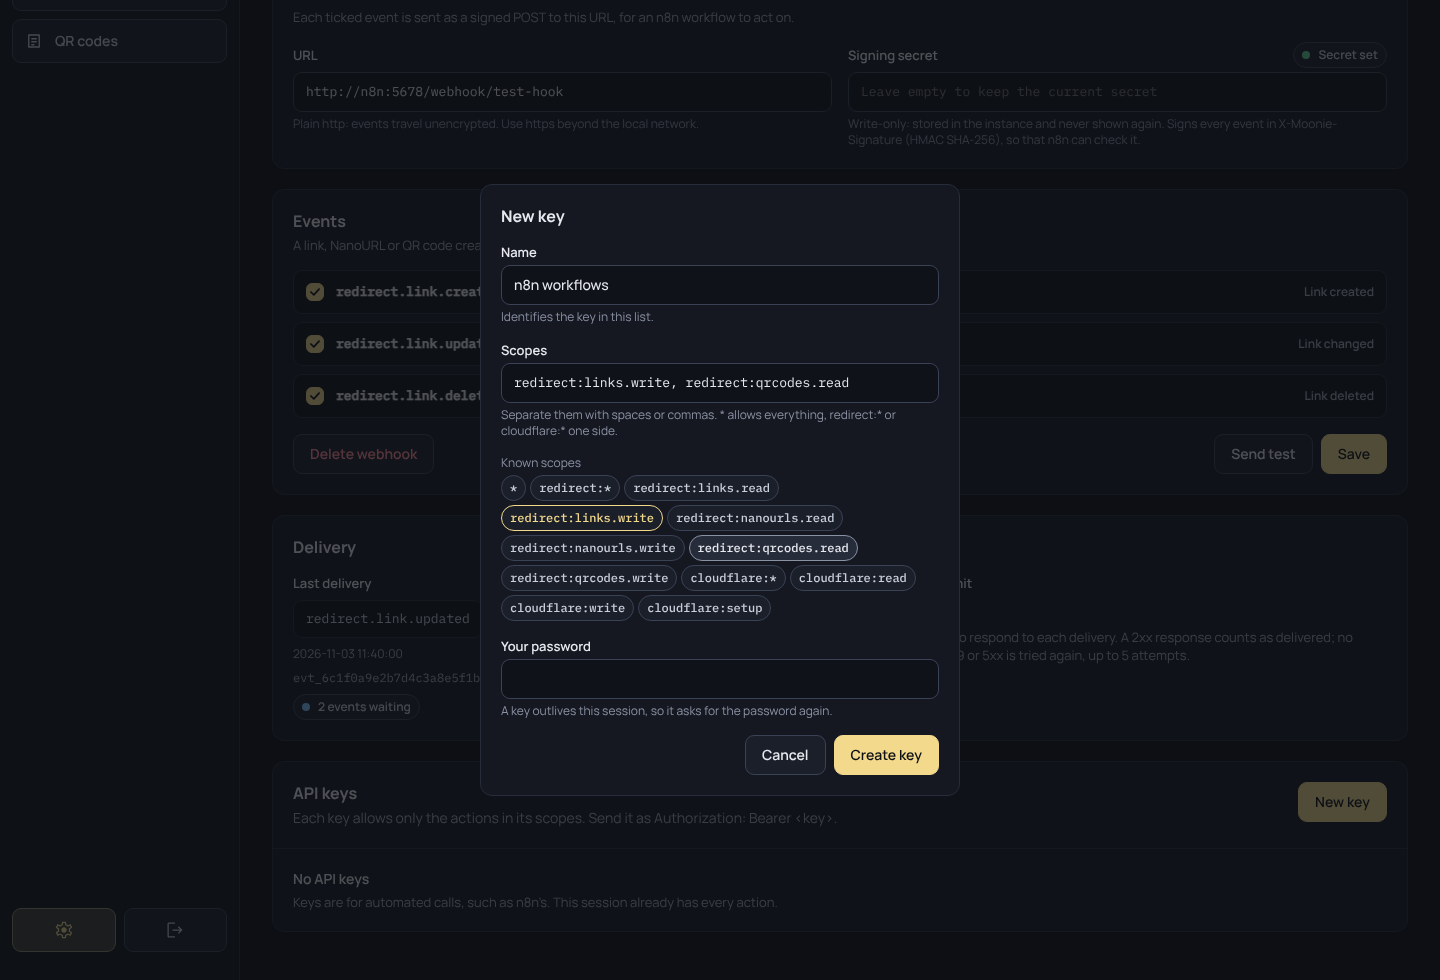 QR codes
Each ticked event is sent as a signed POST to this URL, for an n8n workflow to act on.
URL
Signing secret
Secret set
http://n8n:5678/webhook/test-hook
Leave empty to keep the current secret
Plain http: events travel unencrypted. Use https beyond the local network.
Write-only: stored in the instance and never shown again. Signs every event in X-Moonie-
Signature (HMAC SHA-256), so that n8n can check it.
Events
A link, NanoURL or QR code
redirect.link.creat
Link created
redirect.link.updat
Link changed
redirect.link.delet
Link deleted
Delete webhook
Send test
Save
Delivery
Last delivery
redirect.link.updated
2026-11-03 11:40:00
evt_6c1f0a9e2b7d4c3a8e5f1b
2 events waiting
respond to each delivery. A 2xx response counts as delivered; no
or 5xx is tried again, up to 5 attempts.
New key
Name
n8n workflows
Identifies the key in this list.
Scopes
redirect:links.write, redirect:qrcodes.read
Separate them with spaces or commas. * allows everything, redirect:* or
cloudflare:* one side.
Known scopes
* redirect:* redirect:links.read
redirect:links.write redirect:nanourls.read
redirect:nanourls.write redirect:qrcodes.read
redirect:qrcodes.write cloudflare:* cloudflare:read
cloudflare:write cloudflare:setup
Your password
A key outlives this session, so it asks for the password again.
Cancel
Create key
API keys
Each key allows only the actions in its scopes. Send it as Authorization: Bearer <key>.
New key
No API keys
Keys are for automated calls, such as n8n's. This session already has every action.